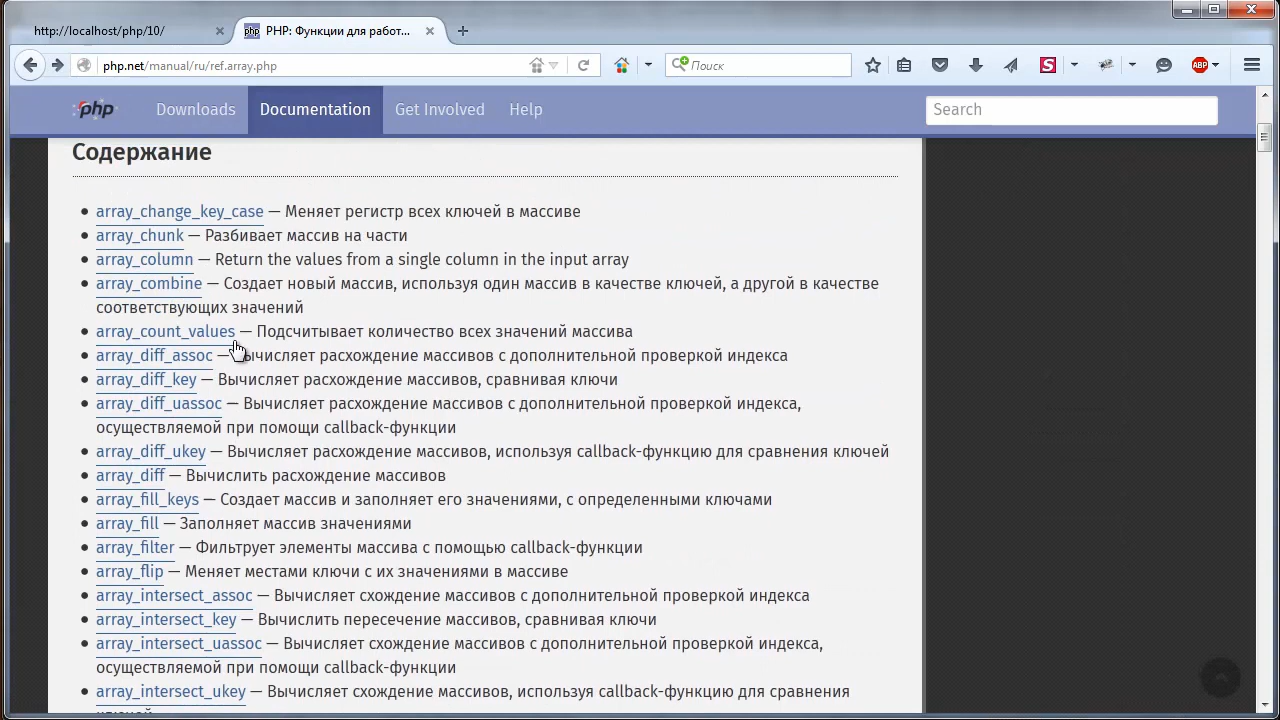 http://localhost/php/10/
PHP: Функции для работ...
php.net/manual/ru/ref.array.php
Поиск
S
ABP
php
Downloads
Documentation
Get Involved
Help
Search
Содержание
array_change_key_case — Меняет регистр всех ключей в массиве
array_chunk — Разбивает массив на части
array_column — Return the values from a single column in the input array
array_combine — Создает новый массив, используя один массив в качестве ключей, а другой в качестве
соответствующих значений
array_count_values — Подсчитывает количество всех значений массива
array_diff_assoc — Вычисляет расхождение массивов с дополнительной проверкой индекса
array_diff_key — Вычисляет расхождение массивов, сравнивая ключи
array_diff_uassoc — Вычисляет расхождение массивов с дополнительной проверкой индекса,
осуществляемой при помощи callback-функции
array_diff_ukey — Вычисляет расхождение массивов, используя callback-функцию для сравнения ключей
array_diff — Вычислить расхождение массивов
array_fill_keys — Создает массив и заполняет его значениями, с определенными ключами
array_fill — Заполняет массив значениями
array_filter — Фильтрует элементы массива с помощью callback-функции
array_flip — Меняет местами ключи с их значениями в массиве
array_intersect_assoc — Вычисляет схождение массивов с дополнительной проверкой индекса
array_intersect_key — Вычислить пересечение массивов, сравнивая ключи
array_intersect_uassoc — Вычисляет схождение массивов с дополнительной проверкой индекса,
осуществляемой при помощи callback-функции
array_intersect_ukey — Вычисляет схождение массивов, используя callback-функцию для сравнения